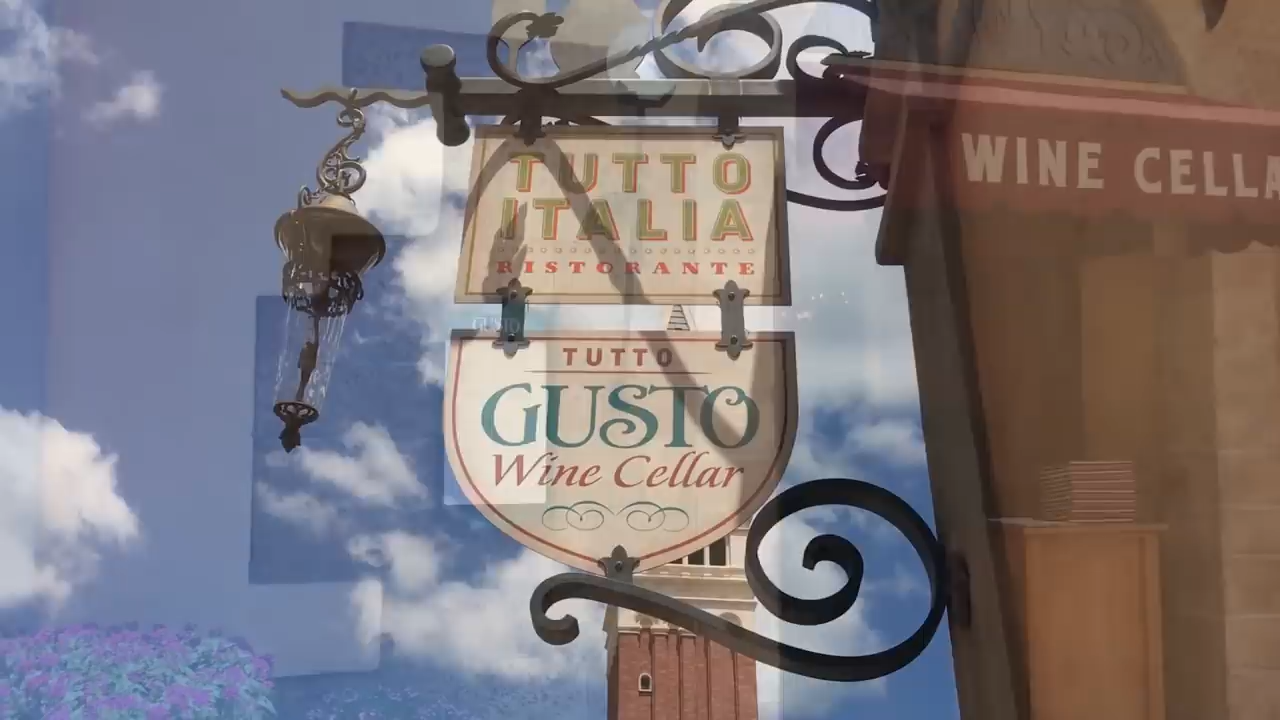 TUTTO
ITALIA
RISTORANTE
TUTTO
GUSTO
Wine Cellar
WINE CELLA